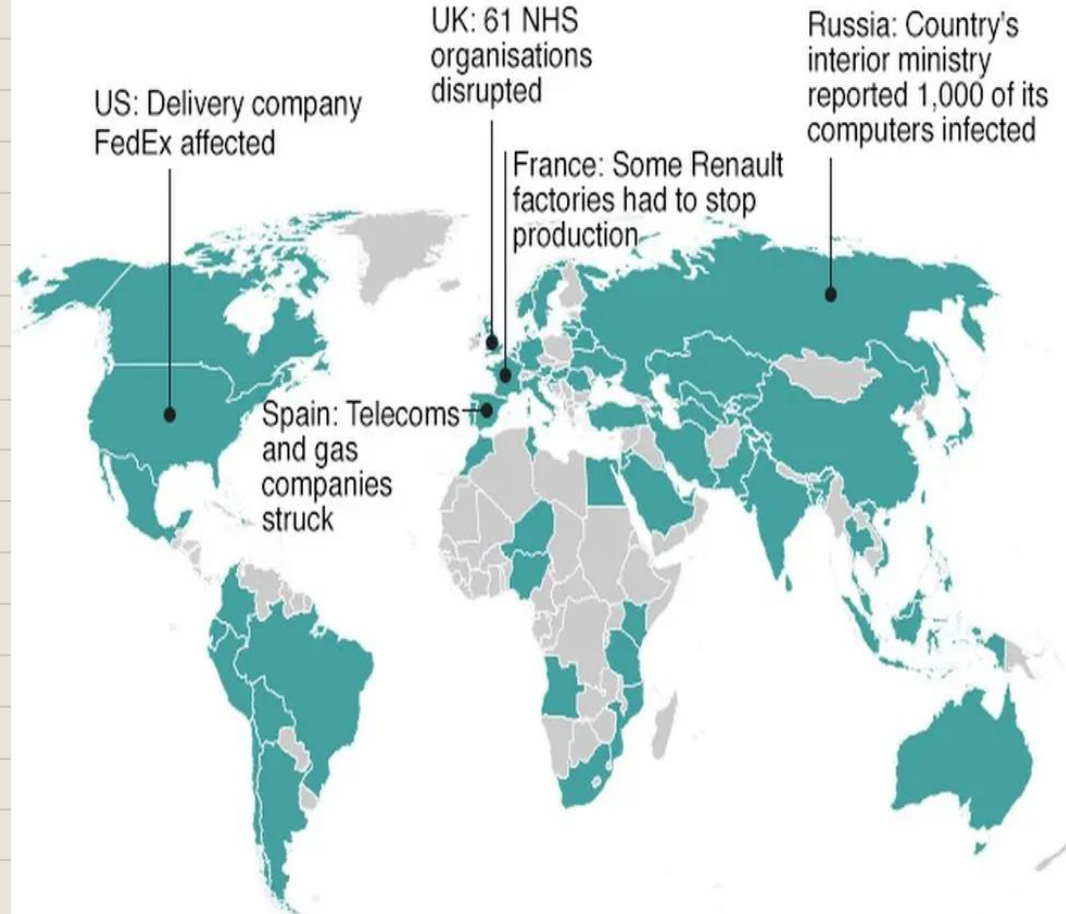 UK: 61 NHS
organisations
disrupted
Russia: Country's
interior ministry
reported 1,000 of its
computers infected
US: Delivery company
FedEx affected
France: Some Renault
factories had to stop
production
Spain: Telecoms
and gas
companies
struck